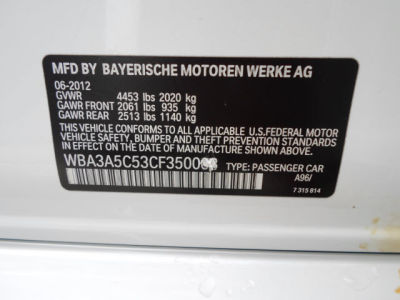 MFD BY BAYERISCHE MOTOREN WERKE AG
06-2012
GVWR 4453 lbs 2020 kg
GAWR FRONT 2061 lbs 935 kg
GAWR REAR 2513 lbs 1140 kg
THIS VEHICLE CONFORMS TO ALL APPLICABLE U.S.FEDERAL MOTOR
VEHICLE SAFETY, BUMPER, AND THEFT PREVENTION STANDARDS
IN EFFECT ON THE DATE OF MANUFACTURE SHOWN ABOVE.
TYPE: PASSENGER CAR
A96/
7 315 814